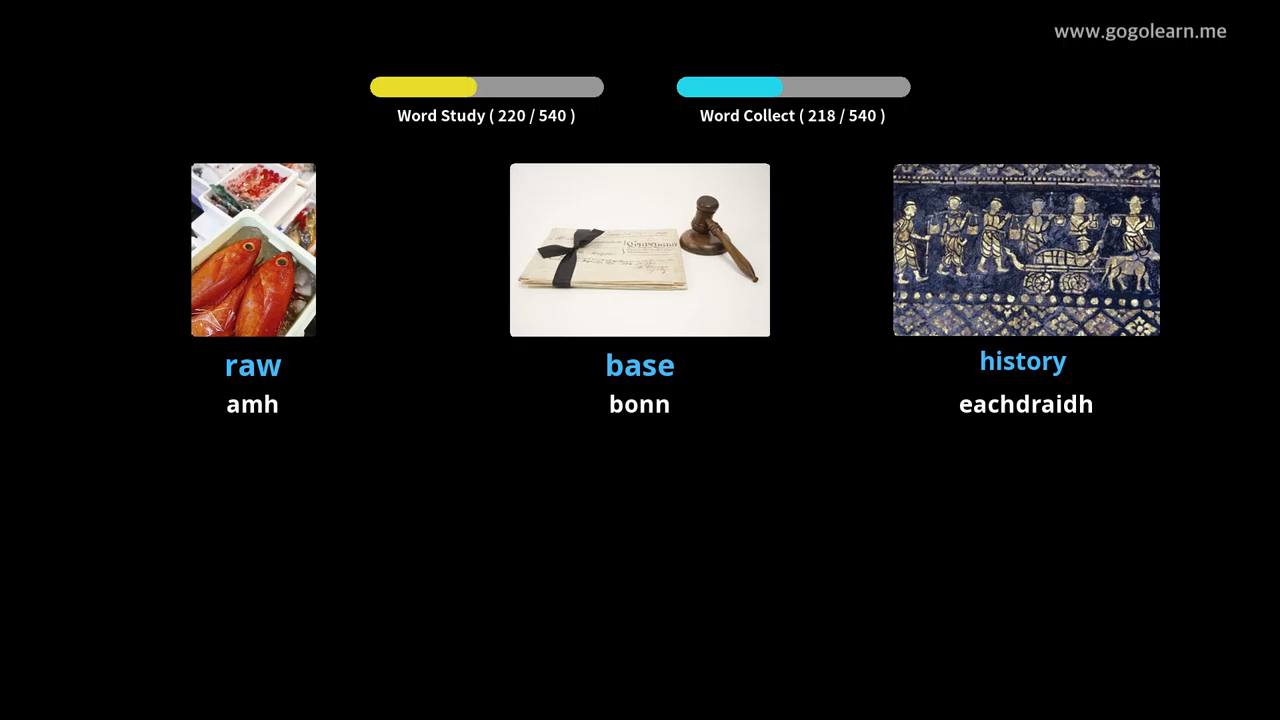 www.gogolearn.me
Word Study ( 220 / 540 )
Word Collect ( 218 / 540 )
raw
base
history
amh
bonn
eachdraidh